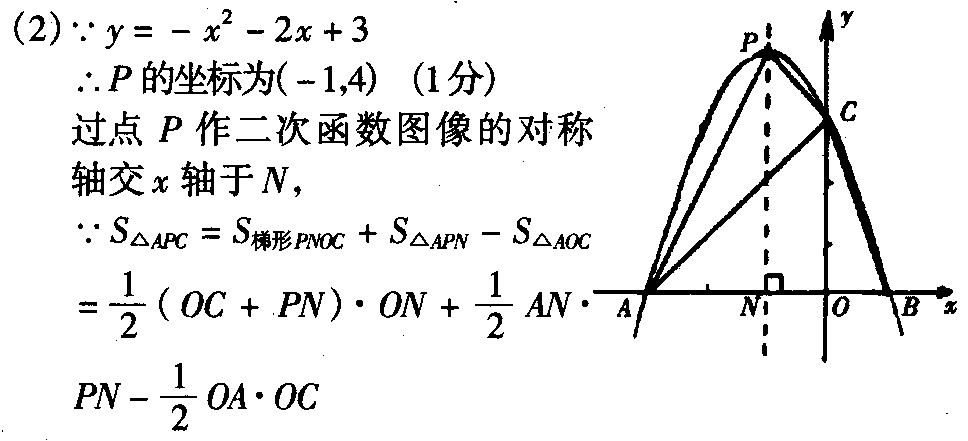 (2)∵ y = - x² - 2x + 3
∴ P 的坐标为( - 1,4) (1分)
过点 P 作二次函数图像的对称
轴交 x 轴于 N，
∵ S△APC = S梯形PNOC + S△APN - S△AOC
= 1/2 ( OC + PN) · ON + 1/2 AN ·
PN - 1/2 OA · OC
y
P
C
A
N
O
B
x